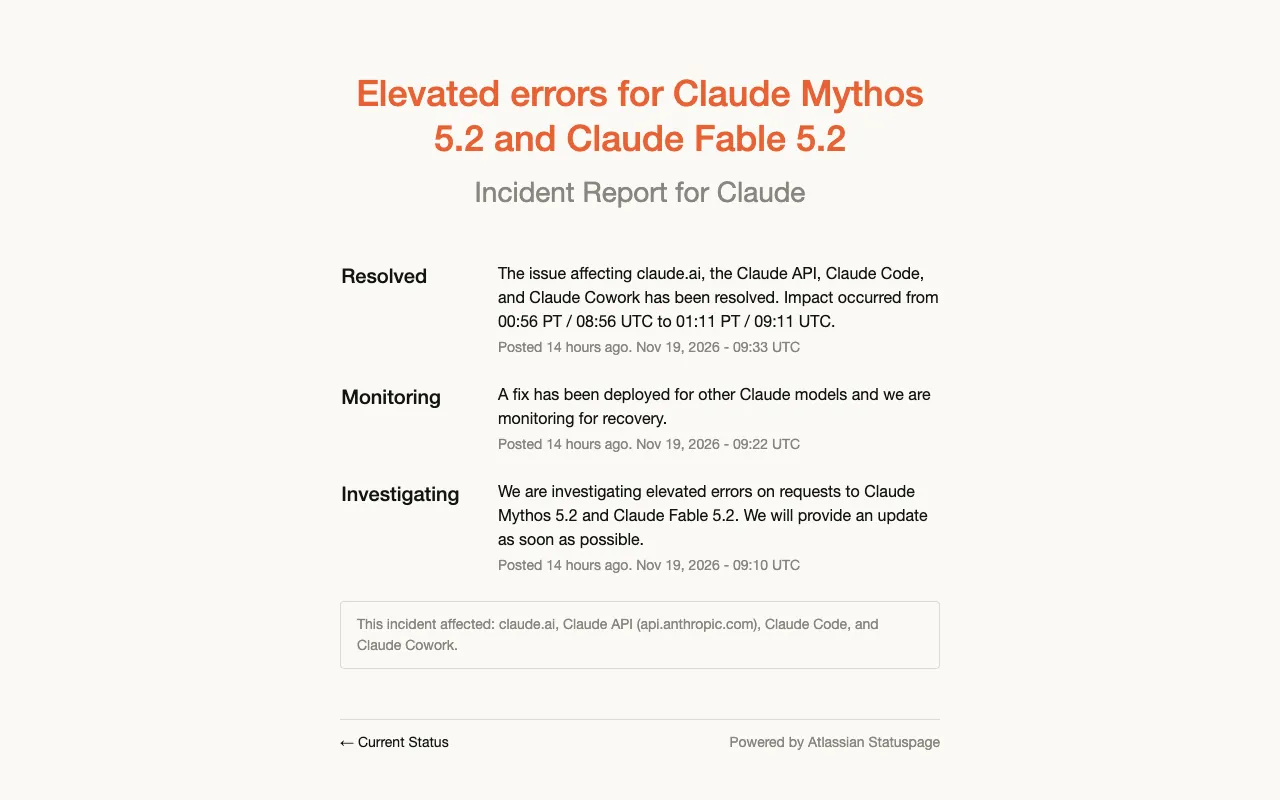 Elevated errors for Claude Mythos
5.2 and Claude Fable 5.2
Incident Report for Claude
Resolved
The issue affecting claude.ai, the Claude API, Claude Code,
and Claude Cowork has been resolved. Impact occurred from
00:56 PT / 08:56 UTC to 01:11 PT / 09:11 UTC.
Posted 14 hours ago. Nov 19, 2026 - 09:33 UTC
Monitoring
A fix has been deployed for other Claude models and we are
monitoring for recovery.
Posted 14 hours ago. Nov 19, 2026 - 09:22 UTC
Investigating
We are investigating elevated errors on requests to Claude
Mythos 5.2 and Claude Fable 5.2. We will provide an update
as soon as possible.
Posted 14 hours ago. Nov 19, 2026 - 09:10 UTC
This incident affected: claude.ai, Claude API (api.anthropic.com), Claude Code, and
Claude Cowork.
← Current Status
Powered by Atlassian Statuspage